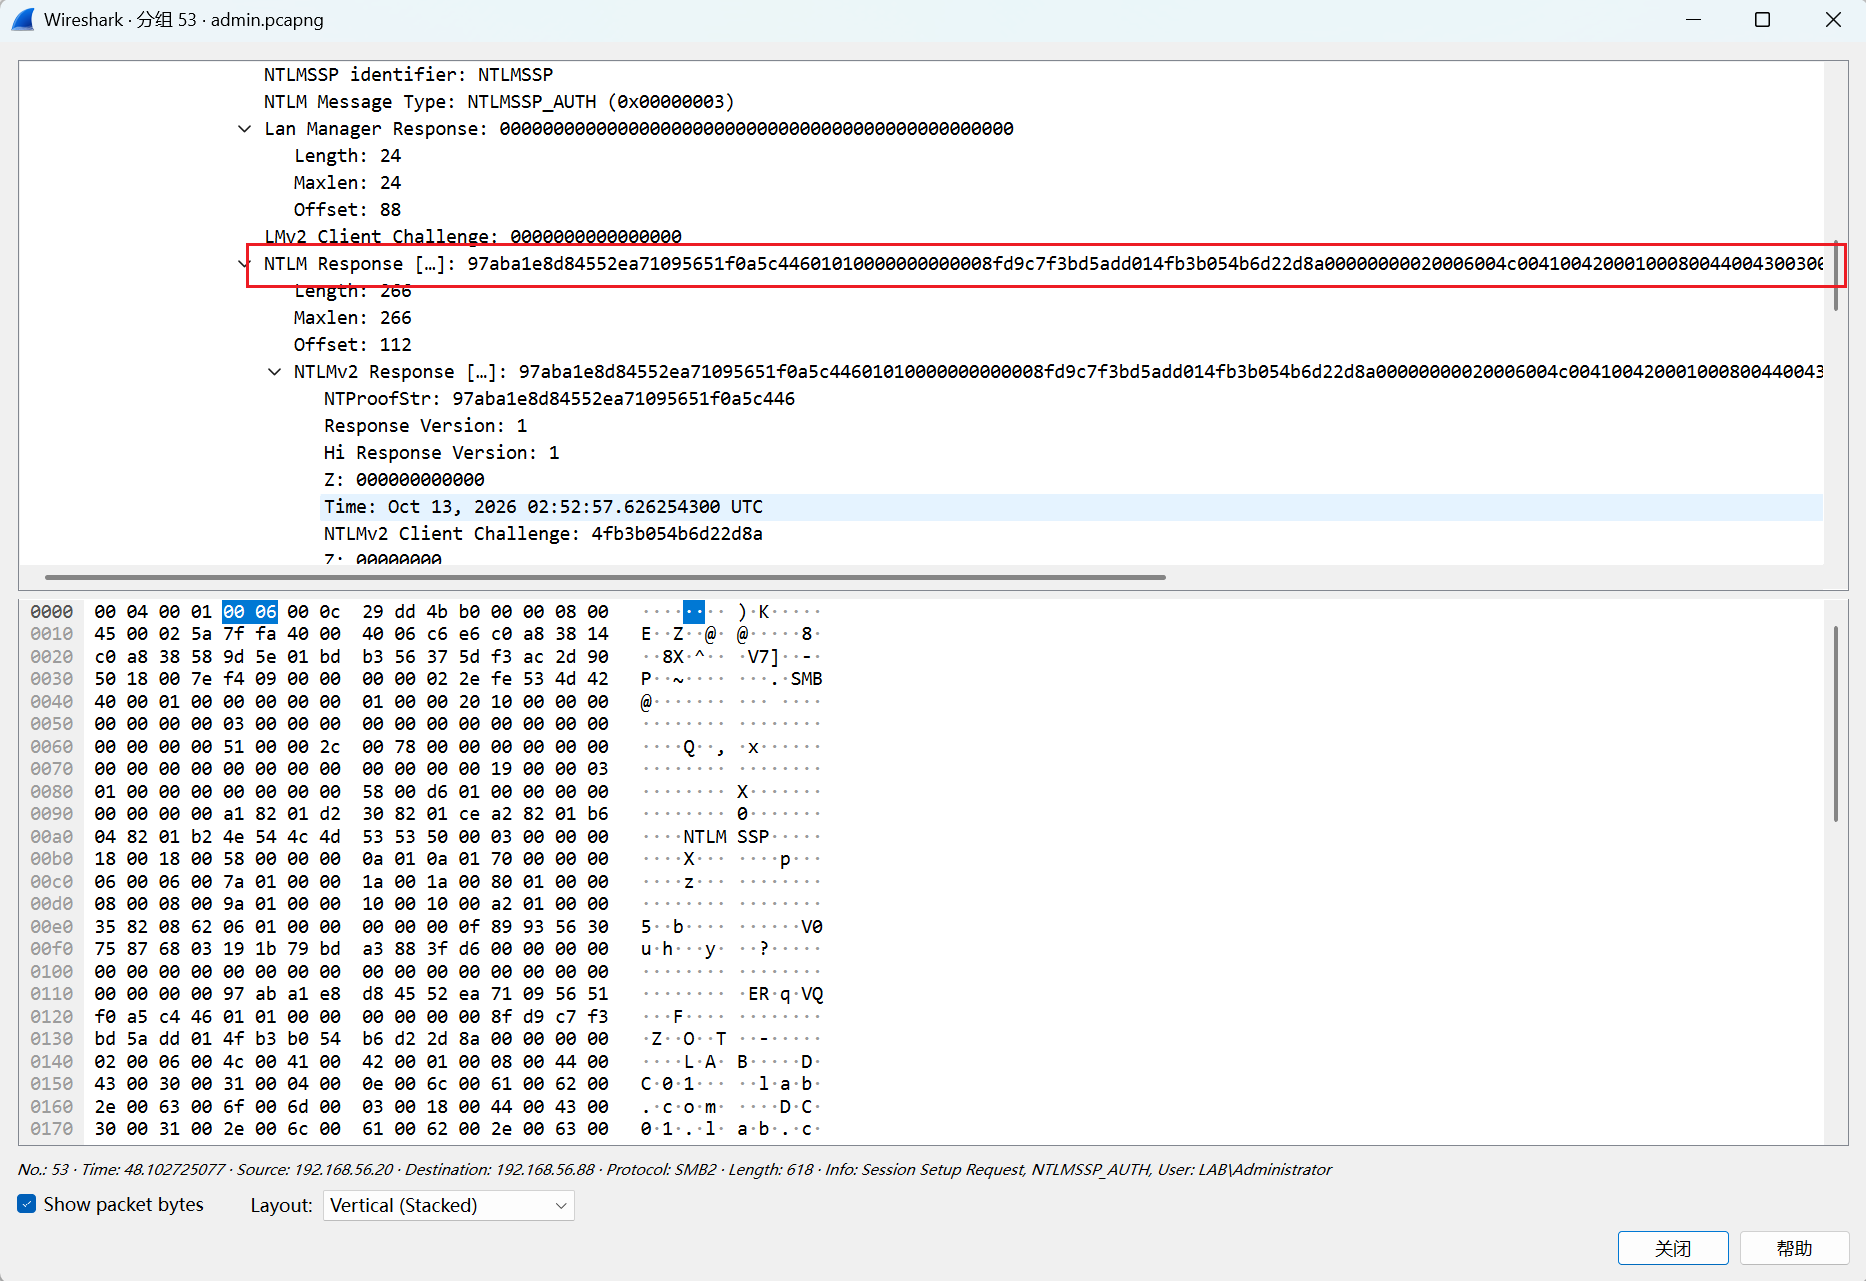 Wireshark · 分组 53 · admin.pcapng
NTLMSSP identifier: NTLMSSP
NTLM Message Type: NTLMSSP_AUTH (0x00000003)
Lan Manager Response: 000000000000000000000000000000000000000000000000
Length: 24
Maxlen: 24
Offset: 88
LMv2 Client Challenge: 0000000000000000
NTLM Response […]: 97aba1e8d84552ea71095651f0a5c44601010000000000008fd9c7f3bd5add014fb3b054b6d22d8a00000000020006004c00410042000100080044004300300
Length: 266
Maxlen: 266
Offset: 112
NTLMv2 Response […]: 97aba1e8d84552ea71095651f0a5c44601010000000000008fd9c7f3bd5add014fb3b054b6d22d8a00000000020006004c004100420001000800440043
NTProofStr: 97aba1e8d84552ea71095651f0a5c446
Response Version: 1
Hi Response Version: 1
Z: 000000000000
Time: Oct 13, 2026 02:52:57.626254300 UTC
NTLMv2 Client Challenge: 4fb3b054b6d22d8a
Z: 00000000
0000 00 04 00 01 00 06 00 0c 29 dd 4b b0 00 00 08 00 ········ )·K·····
0010 45 00 02 5a 7f fa 40 00 40 06 c6 e6 c0 a8 38 14 E··Z··@· @·····8·
0020 c0 a8 38 58 9d 5e 01 bd b3 56 37 5d f3 ac 2d 90 ··8X·^·· ·V7]··-·
0030 50 18 00 7e f4 09 00 00 00 00 02 2e fe 53 4d 42 P··~···· ···.·SMB
0040 40 00 01 00 00 00 00 00 01 00 00 20 10 00 00 00 @······· ··· ····
0050 00 00 00 00 03 00 00 00 00 00 00 00 00 00 00 00 ········ ········
0060 00 00 00 00 51 00 00 2c 00 78 00 00 00 00 00 00 ····Q··, ·x······
0070 00 00 00 00 00 00 00 00 00 00 00 00 19 00 00 03 ········ ········
0080 01 00 00 00 00 00 00 00 58 00 d6 01 00 00 00 00 ········ X·······
0090 00 00 00 00 a1 82 01 d2 30 82 01 ce a2 82 01 b6 ········ 0·······
00a0 04 82 01 b2 4e 54 4c 4d 53 53 50 00 03 00 00 00 ····NTLM SSP·····
00b0 18 00 18 00 58 00 00 00 0a 01 0a 01 70 00 00 00 ····X··· ····p···
00c0 06 00 06 00 7a 01 00 00 1a 00 1a 00 80 01 00 00 ····z··· ········
00d0 08 00 08 00 9a 01 00 00 10 00 10 00 a2 01 00 00 ········ ········
00e0 35 82 08 62 06 01 00 00 00 00 00 0f 89 93 56 30 5··b···· ······V0
00f0 75 87 68 03 19 1b 79 bd a3 88 3f d6 00 00 00 00 u·h···y· ··?·····
0100 00 00 00 00 00 00 00 00 00 00 00 00 00 00 00 00 ········ ········
0110 00 00 00 00 97 ab a1 e8 d8 45 52 ea 71 09 56 51 ········ ·ER·q·VQ
0120 f0 a5 c4 46 01 01 00 00 00 00 00 00 8f d9 c7 f3 ···F···· ········
0130 bd 5a dd 01 4f b3 b0 54 b6 d2 2d 8a 00 00 00 00 ·Z··O··T ··-·····
0140 02 00 06 00 4c 00 41 00 42 00 01 00 08 00 44 00 ····L·A· B·····D·
0150 43 00 30 00 31 00 04 00 0e 00 6c 00 61 00 62 00 C·0·1··· ··l·a·b·
0160 2e 00 63 00 6f 00 6d 00 03 00 18 00 44 00 43 00 .·c·o·m· ····D·C·
0170 30 00 31 00 2e 00 6c 00 61 00 62 00 2e 00 63 00 0·1·.·l· a·b·.·c·
No.: 53 · Time: 48.102725077 · Source: 192.168.56.20 · Destination: 192.168.56.88 · Protocol: SMB2 · Length: 618 · Info: Session Setup Request, NTLMSSP_AUTH, User: LAB\Administrator
Show packet bytes Layout: Vertical (Stacked)
关闭 帮助